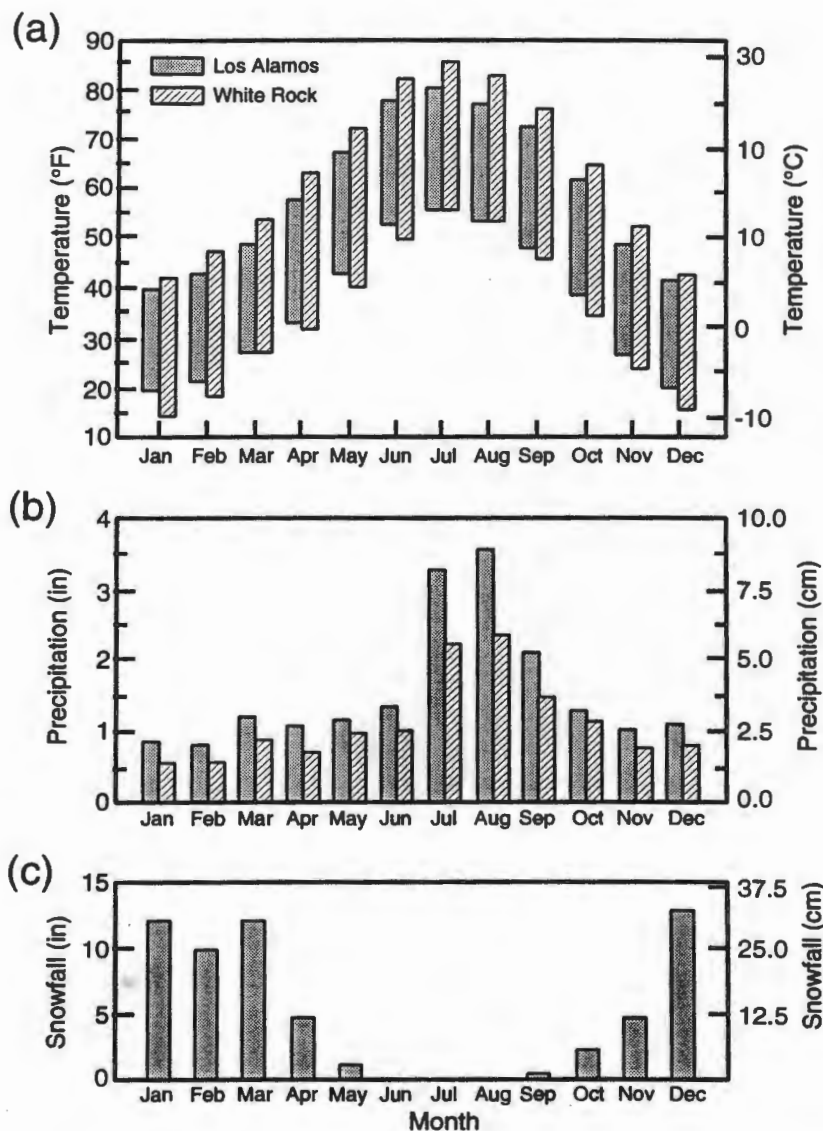 (a)
Temperature (°F)
90
80
70
60
50
40
30
20
10
Los Alamos
White Rock
30
10
10
0
-10
Temperature (°C)
Jan Feb Mar Apr May Jun Jul Aug Sep Oct Nov Dec
(b)
Precipitation (in)
4
3
2
1
0
10.0
7.5
5.0
2.5
0.0
Precipitation (cm)
Jan Feb Mar Apr May Jun Jul Aug Sep Oct Nov Dec
(c)
Snowfall (in)
15
10
5
0
37.5
25.0
12.5
Snowfall (cm)
Jan Feb Mar Apr May Jun Jul Aug Sep Oct Nov Dec
Month